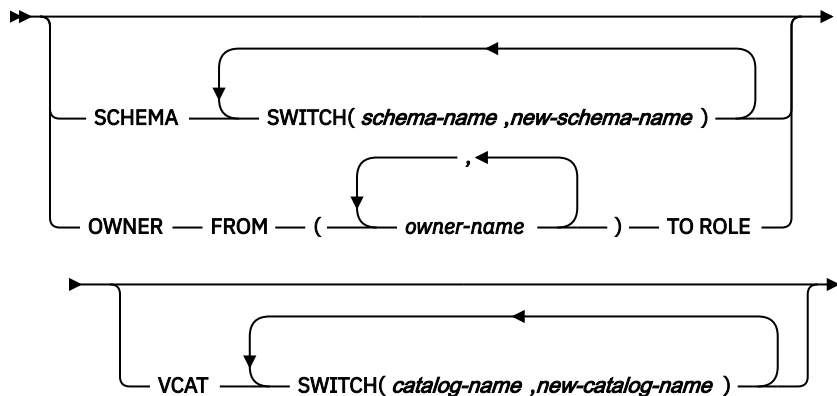 SCHEMA SWITCH( schema-name ,new-schema-name )
,
OWNER FROM ( owner-name ) TO ROLE
VCAT SWITCH( catalog-name ,new-catalog-name )